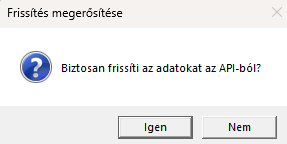 Frissítés megerősítése
Biztosan frissíti az adatokat az API-ból?
Igen
Nem